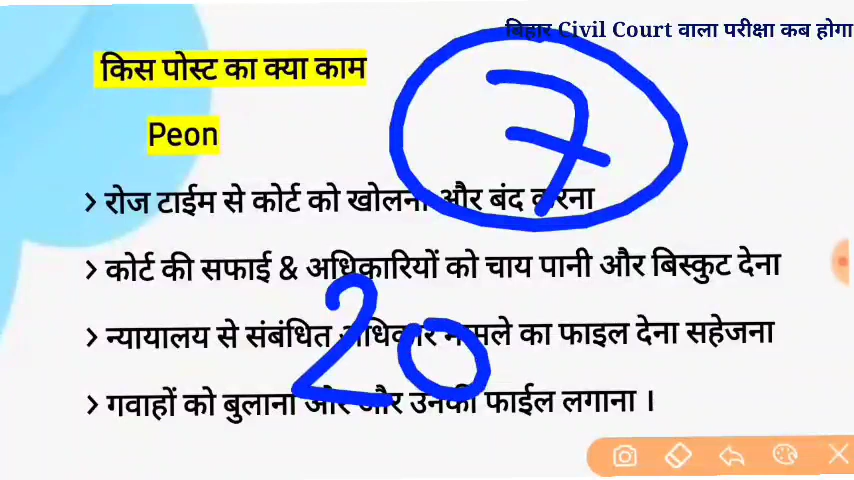 बिहार Civil Court वाला परीक्षा कब होगा
किस पोस्ट का क्या काम
7
Peon
> रोज टाईम से कोर्ट को खोलना और बंद करना
> कोर्ट की सफाई & अधिकारियों को चाय पानी और बिस्कुट देना
20
> न्यायालय से संबंधित का फाइल देना सहेजना
> गवाहों को बुलाना और और उनकी फाईल लगाना ।